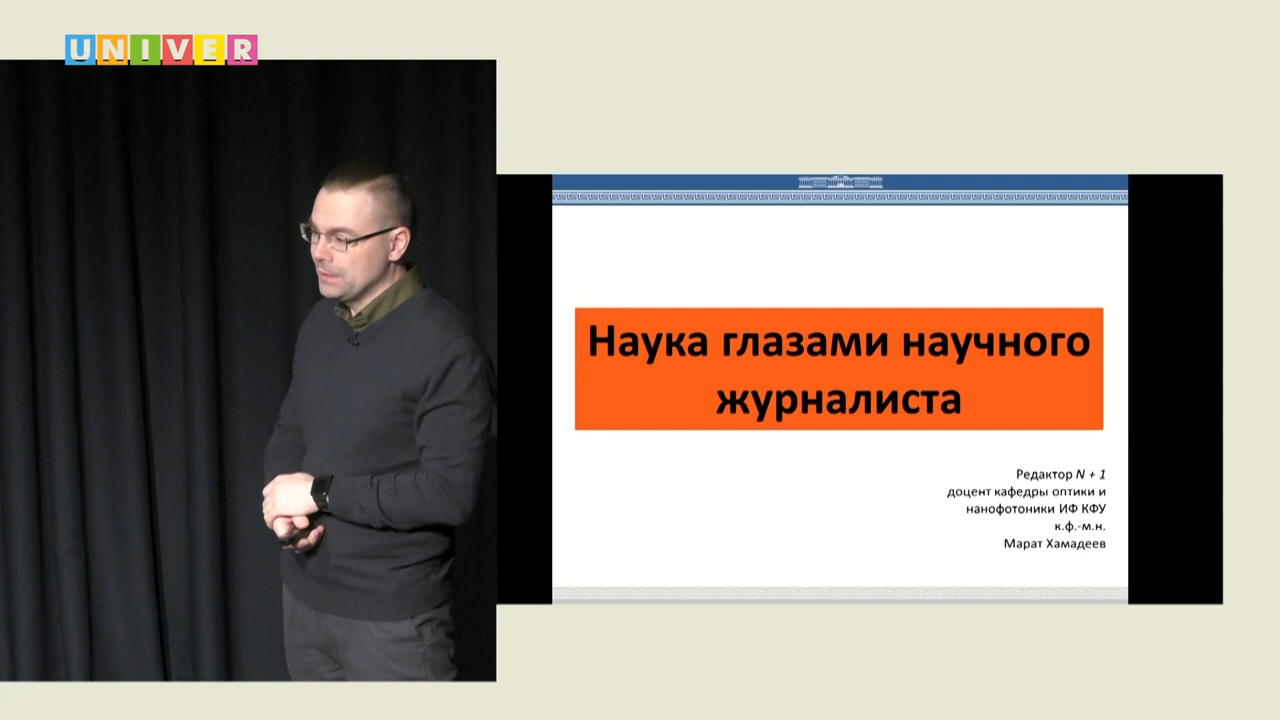 UNIVER
Наука глазами научного
журналиста
Редактор N + 1
доцент кафедры оптики и
нанофотоники ИФ КФУ
к.ф.-м.н.
Марат Хамадеев